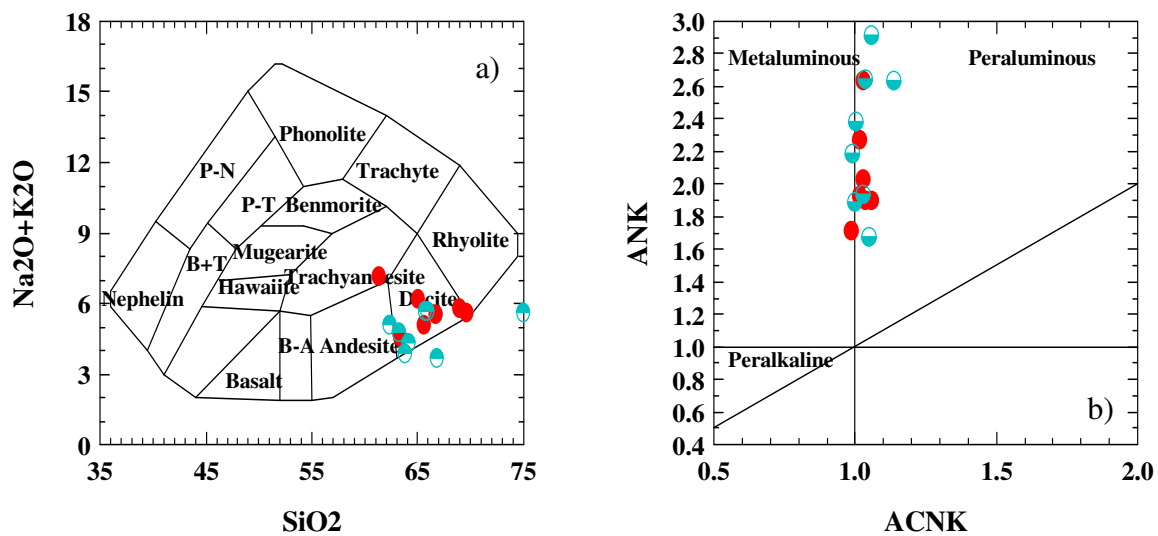 18
15
12
9
6
3
0
35
45
55
65
75
Na2O+K2O
SiO2
a)
Phonolite
P-N
Trachyte
P-T
Benmorite
Rhyolite
B+T
Mugearite
Trachyandesite
Hawaiite
Nephelin
Dacite
B-A
Andesite
Basalt
3.0
2.8
2.6
2.4
2.2
2.0
1.8
1.6
1.4
1.2
1.0
0.8
0.6
0.4
0.5
1.0
1.5
2.0
ANK
ACNK
Metaluminous
Peraluminous
Peralkaline
b)